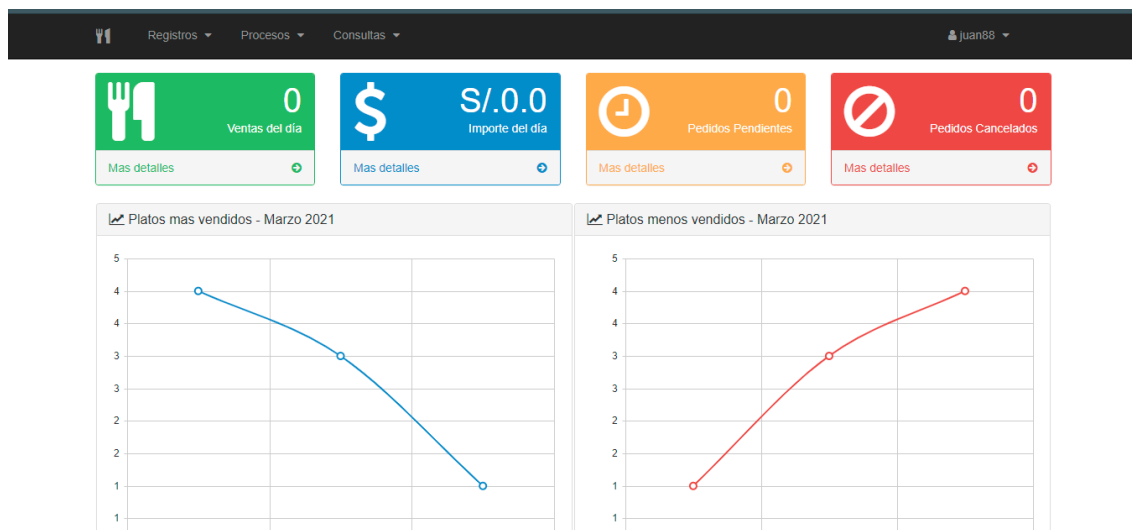 Registros Procesos Consultas juan88
0
Ventas del día
Mas detalles
S/.0.0
Importe del día
Mas detalles
0
Pedidos Pendientes
Mas detalles
0
Pedidos Cancelados
Mas detalles
Platos mas vendidos - Marzo 2021
5
4
4
3
3
2
2
1
1
Platos menos vendidos - Marzo 2021
5
4
4
3
3
2
2
1
1